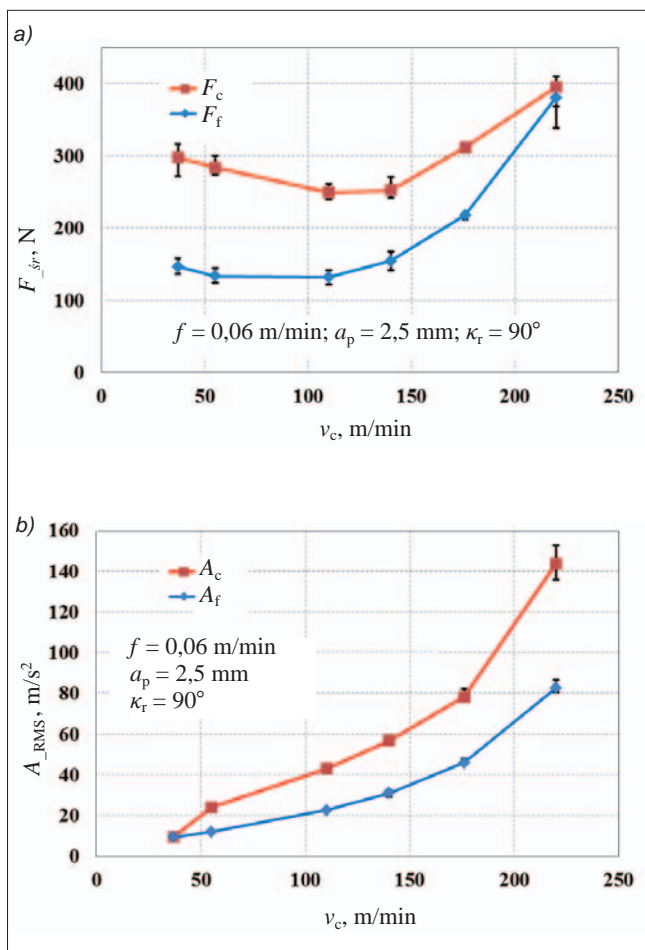 a)
400
300
200
100
0
F_śr, N
F_c
F_f
f = 0,06 m/min; a_p = 2,5 mm; κ_r = 90°
0 50 100 150 200 250
v_c, m/min
b)
160
140
120
100
80
60
40
20
0
A_RMS, m/s²
A_c
A_f
f = 0,06 m/min
a_p = 2,5 mm
κ_r = 90°
0 50 100 150 200 250
v_c, m/min